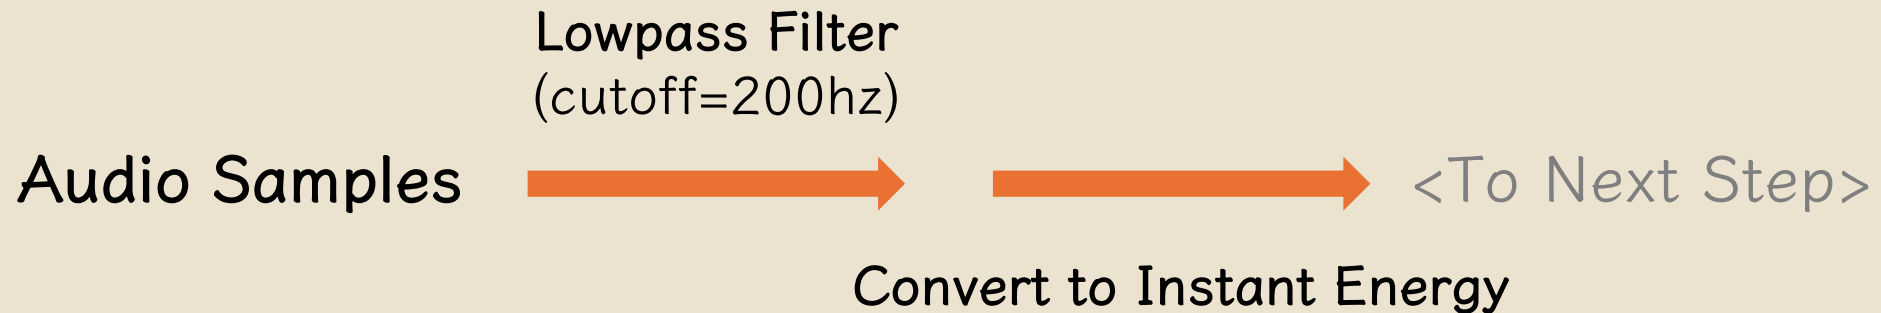 Lowpass Filter
(cutoff=200hz)
Audio Samples
<To Next Step>
Convert to Instant Energy